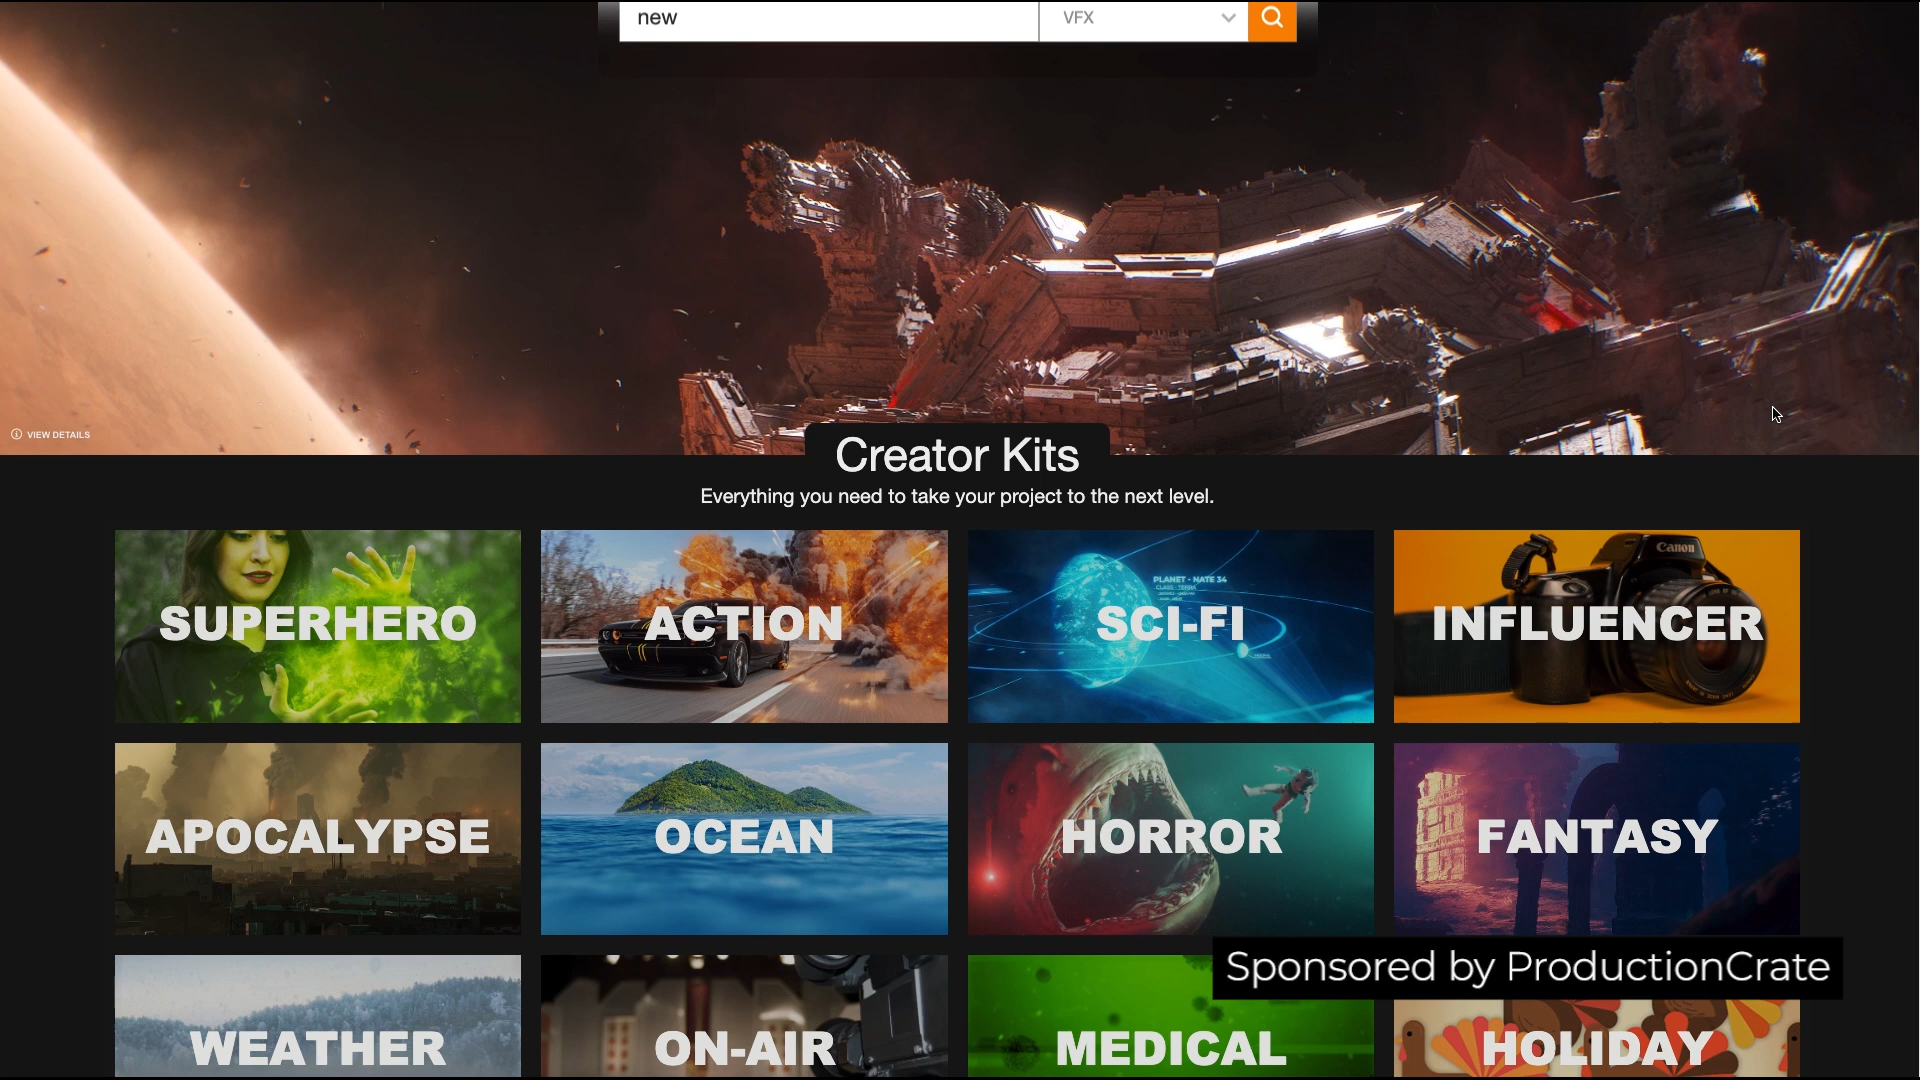 new
VFX
VIEW DETAILS
Creator Kits
Everything you need to take your project to the next level.
SUPERHERO
ACTION
PLANET - NATE 34
SCI-FI
Canon
INFLUENCER
APOCALYPSE
OCEAN
HORROR
FANTASY
Sponsored by ProductionCrate
WEATHER
ON-AIR
MEDICAL
HOLIDAY